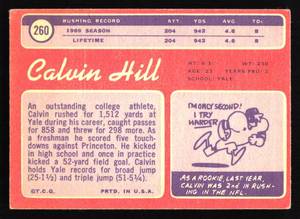 260
RUSHING RECORD ATT. YDS. AVG. TD
1969 SEASON 204 942 4.6 8
LIFETIME 204 942 4.6 8
Calvin Hill
HT: 6'3 WT: 230
AGE: 23 YEARS PRO: 2
SCHOOL: YALE
An outstanding college athlete,
Calvin rushed for 1,512 yards at
Yale during his career, caught
passes for 858 and threw for 298 more. As
a freshman he scored five touch-
downs against Princeton. He kicked
in high school and once in practice
kicked a 52-yard field goal. Calvin
holds Yale records for broad jump
(25-1½) and triple jump (51-5¼).
©T.C.G. PRTD. IN U.S.A.
I'M ONLY SECOND!
I TRY
HARDER
AS A ROOKIE, LAST YEAR,
CALVIN WAS 2ND IN RUSH-
ING IN THE NFL.